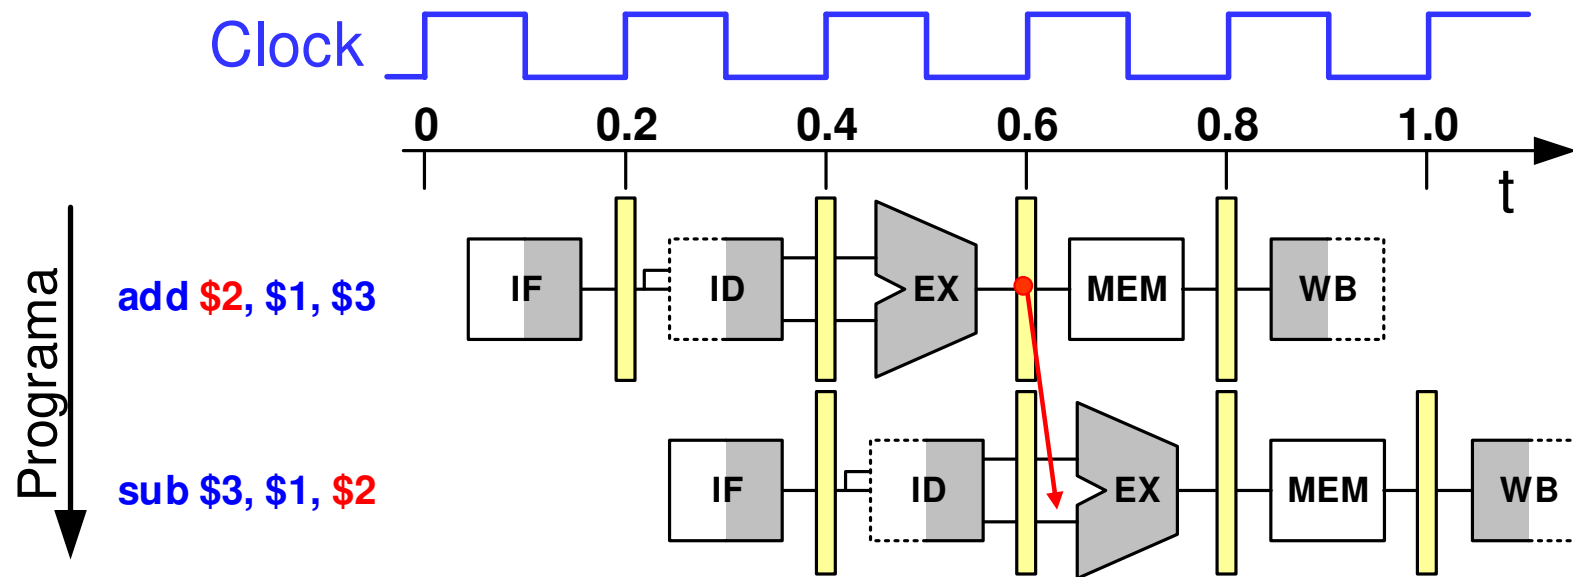 Clock
0 0.2 0.4 0.6 0.8 1.0
t
Programa
add $2, $1, $3
IF ID EX MEM WB
sub $3, $1, $2
IF ID EX MEM WB